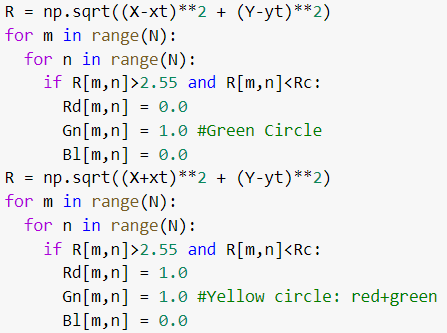 R = np.sqrt((X-xt)**2 + (Y-yt)**2)
for m in range(N):
  for n in range(N):
    if R[m,n]>2.55 and R[m,n]<Rc:
      Rd[m,n] = 0.0
      Gn[m,n] = 1.0 #Green Circle
      Bl[m,n] = 0.0
R = np.sqrt((X+xt)**2 + (Y-yt)**2)
for m in range(N):
  for n in range(N):
    if R[m,n]>2.55 and R[m,n]<Rc:
      Rd[m,n] = 1.0
      Gn[m,n] = 1.0 #Yellow circle: red+green
      Bl[m,n] = 0.0